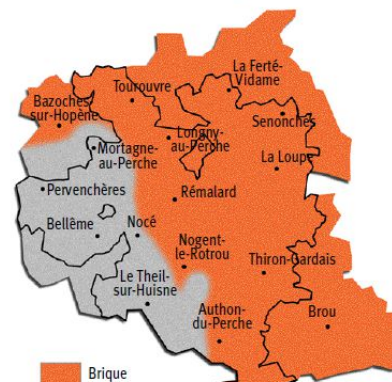 La Ferté-
Vidame
Tourouvre
Bazoches
sur-Hopène
Senonches
Longny-
au-Perche
Mortagne-
au-Perche
La Loupe
Pervenchères
Rémalard
Bellême
Nocé
Nogent-
le-Rotrou
Le Theil-
sur-Huisne
Thiron-Gardais
Authon-
du-Perche
Brou
Brique